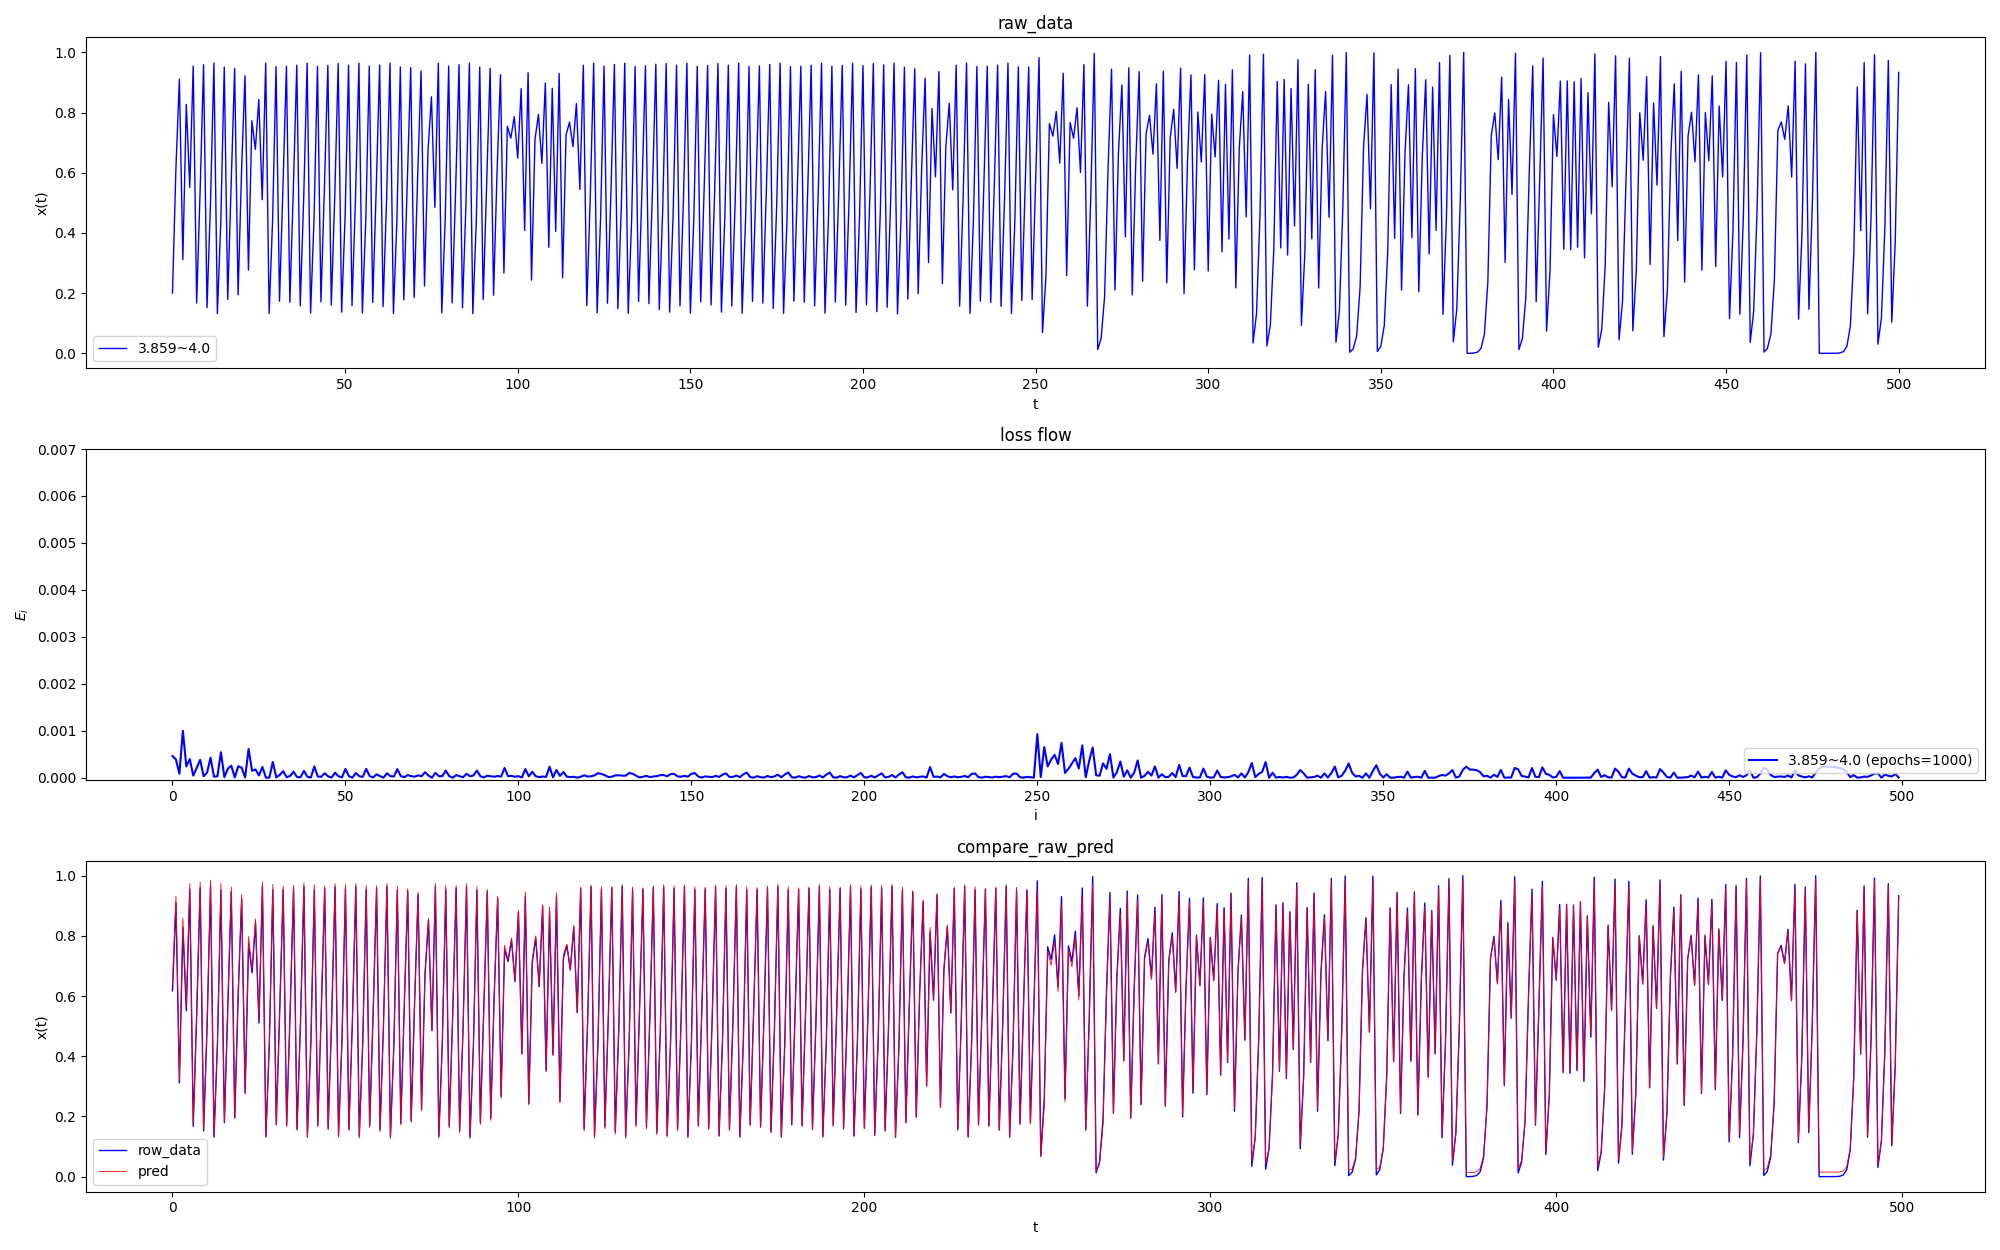 raw_data
x(t)
1.0
0.8
0.6
0.4
0.2
0.0
3.859~4.0
50 100 150 200 250 300 350 400 450 500
t
loss flow
E_i
0.007
0.006
0.005
0.004
0.003
0.002
0.001
0.000
3.859~4.0 (epochs=1000)
0 50 100 150 200 250 300 350 400 450 500
i
compare_raw_pred
x(t)
1.0
0.8
0.6
0.4
0.2
0.0
row_data
pred
0 100 200 300 400 500
t